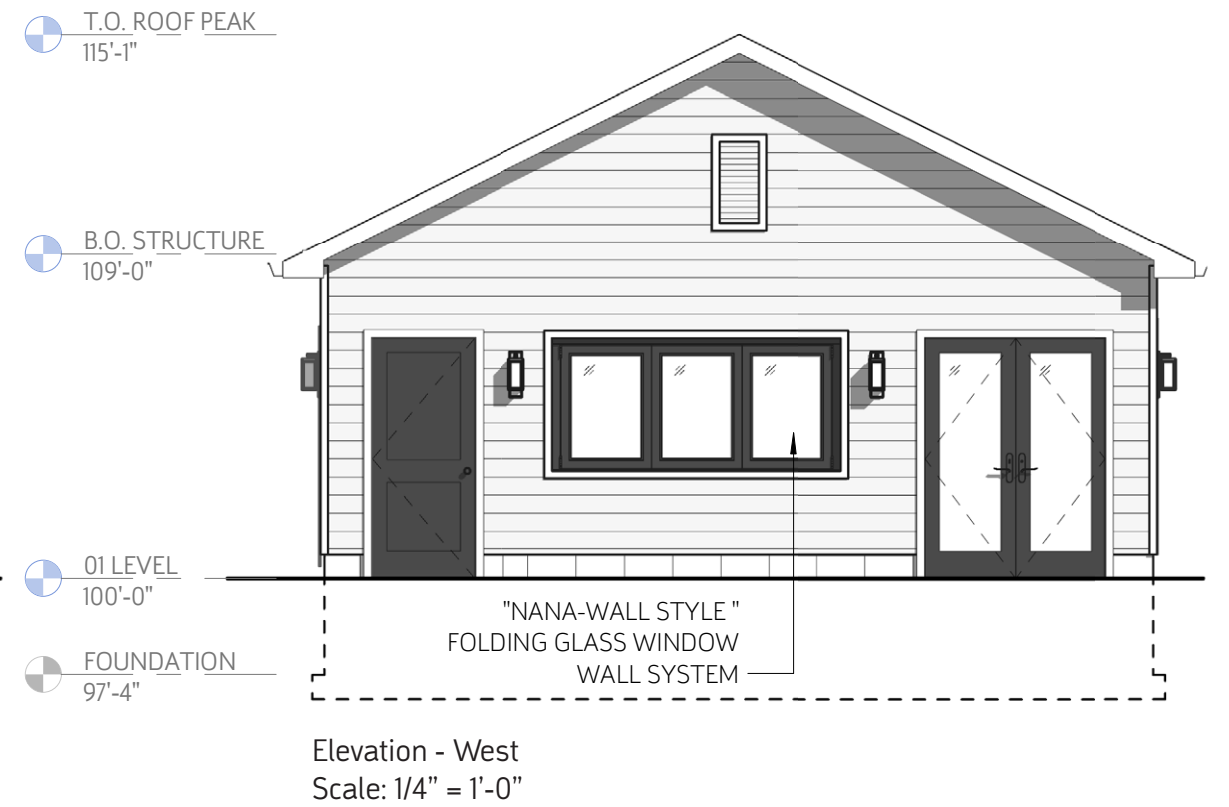 T.O. ROOF PEAK
115'-1"
B.O. STRUCTURE
109'-0"
01 LEVEL
100'-0"
FOUNDATION
97'-4"
"NANA-WALL STYLE "
FOLDING GLASS WINDOW
WALL SYSTEM
Elevation - West
Scale: 1/4” = 1’-0”